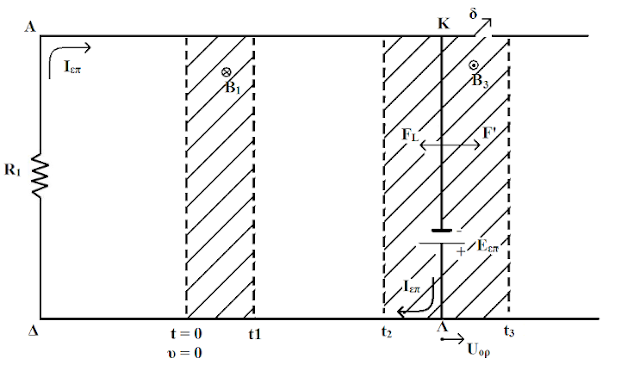 δ
A
K
Iεπ
⊗
B1
⊙
B3
FL
F'
R1
-
+
Eεπ
Iεπ
Δ
t = 0
υ = 0
t1
t2
Λ
t3
Uορ